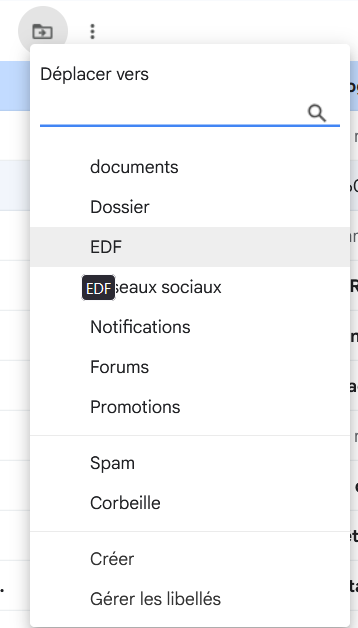 Déplacer vers
documents
Dossier
EDF
EDF seaux sociaux
Notifications
Forums
Promotions
Spam
Corbeille
Créer
Gérer les libellés